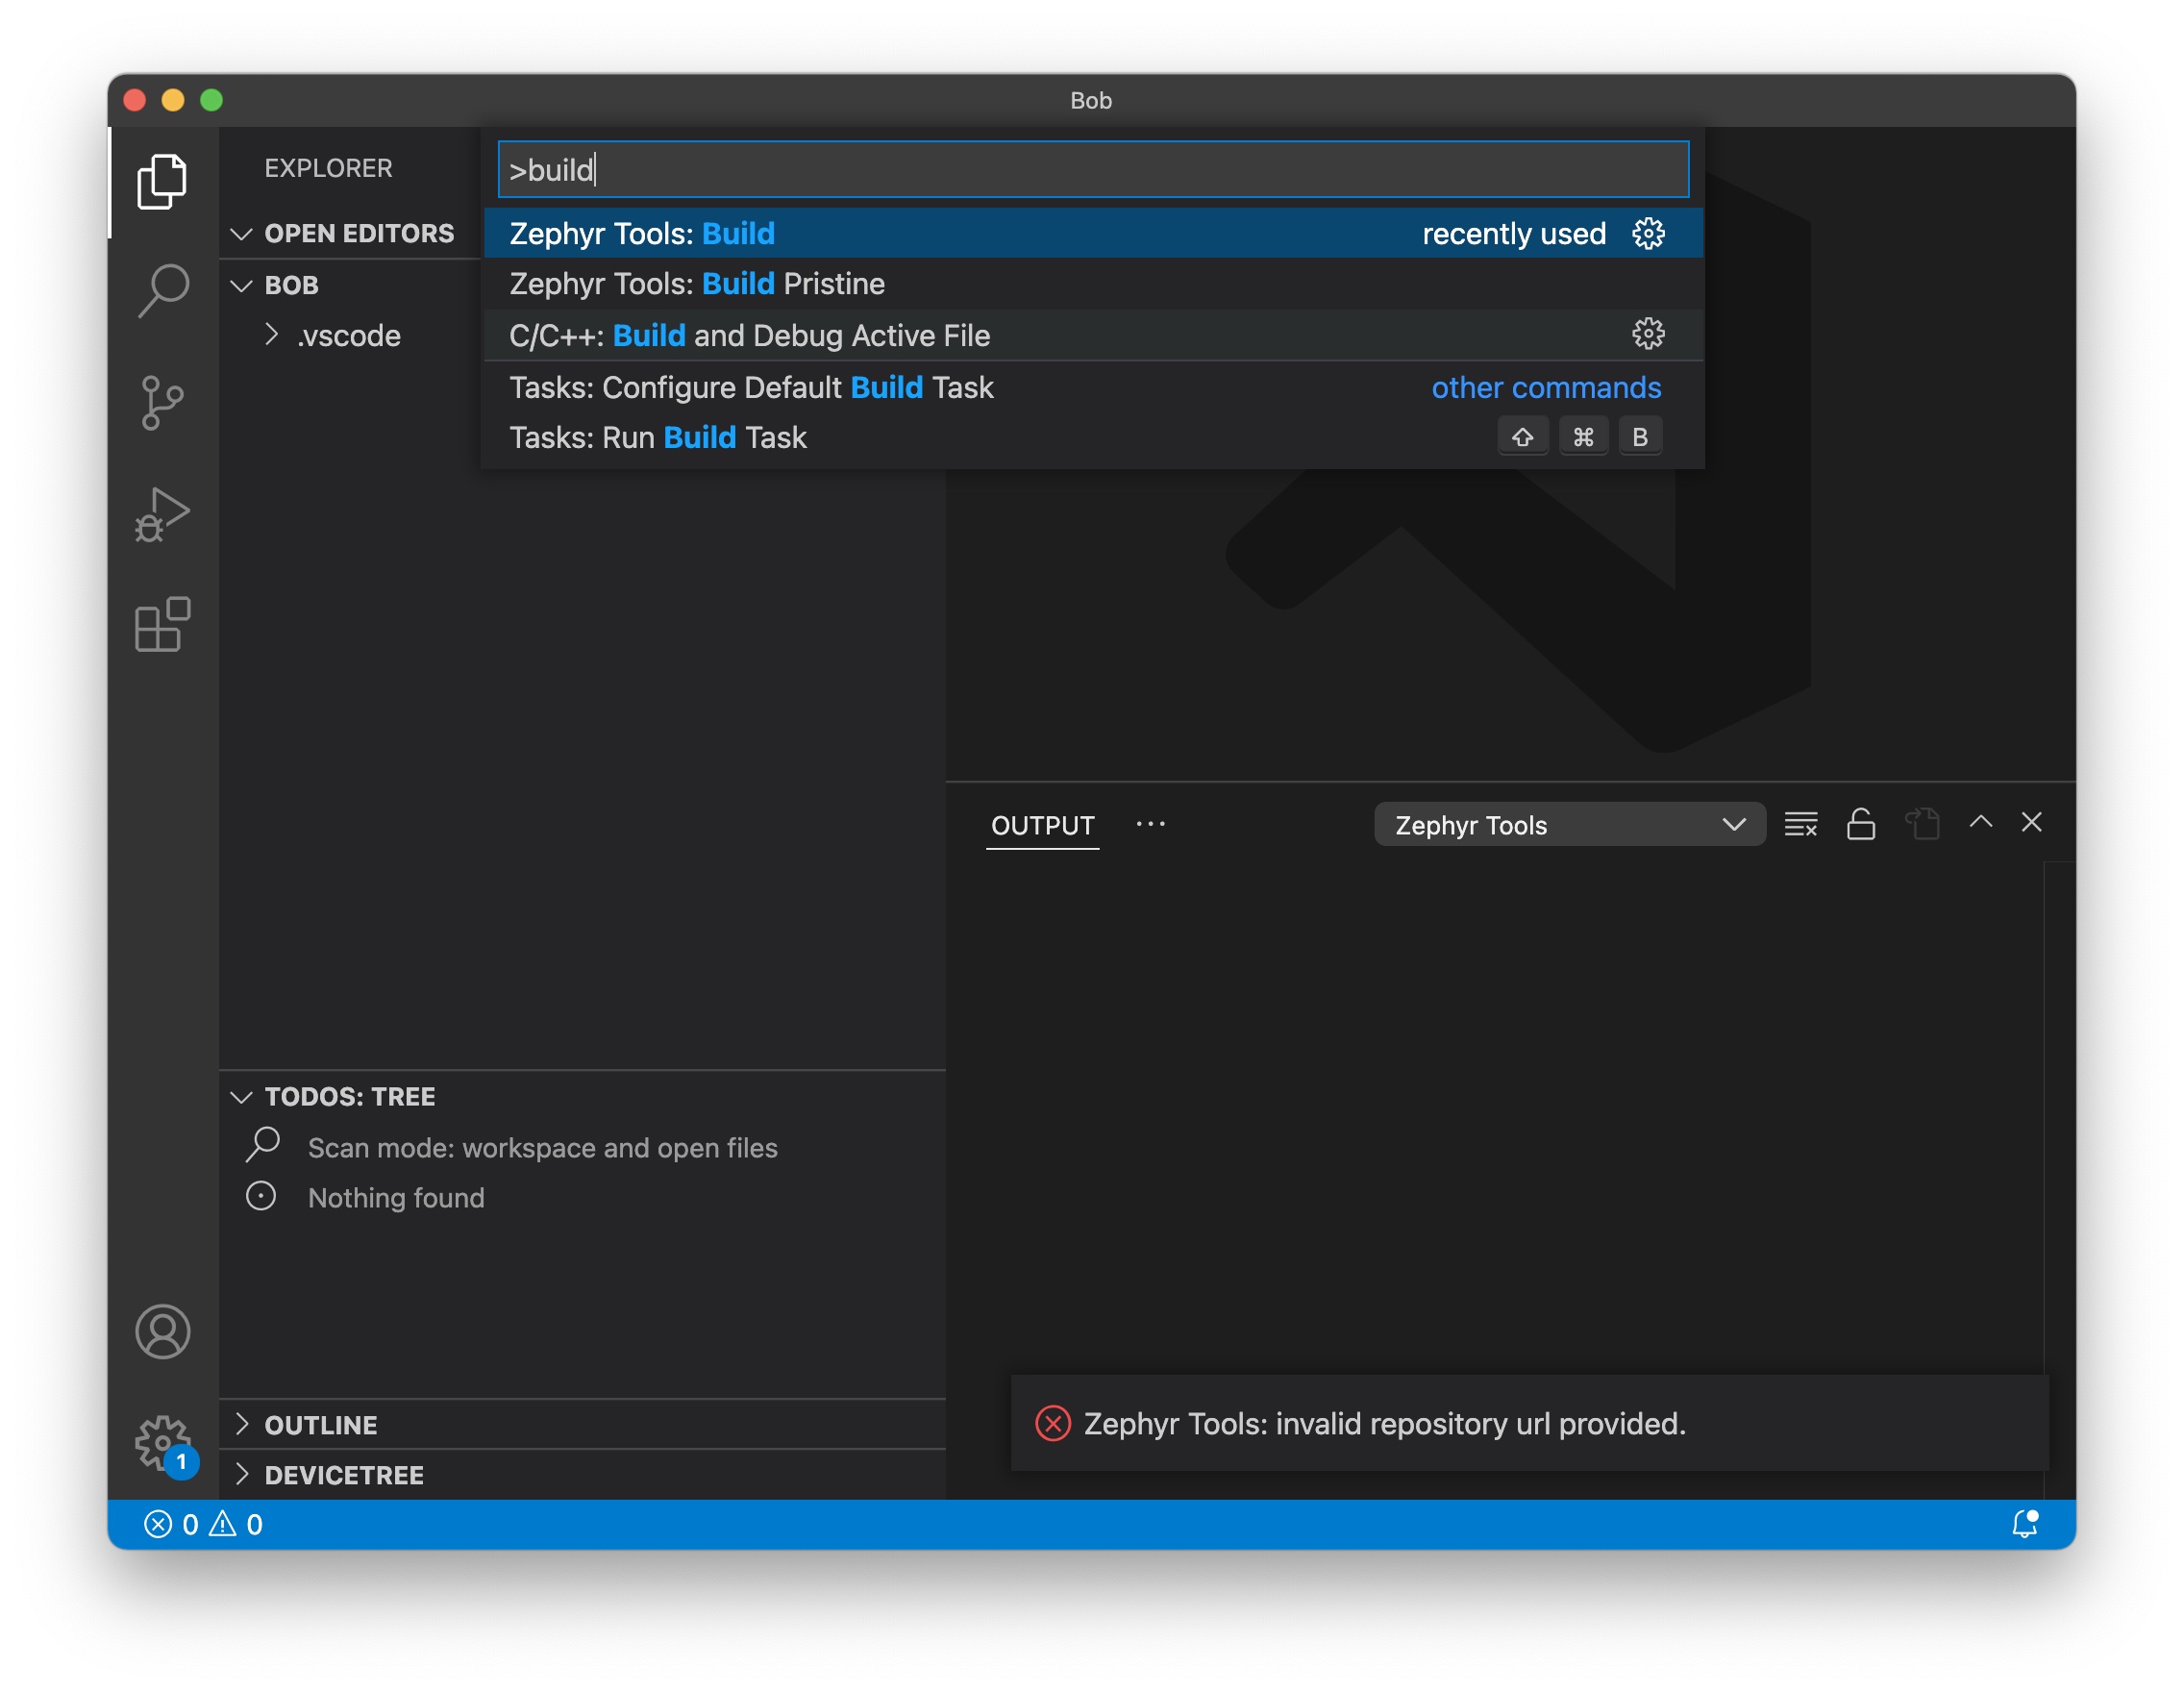 Bob
EXPLORER
OPEN EDITORS
BOB
.vscode
>build
Zephyr Tools: Build recently used
Zephyr Tools: Build Pristine
C/C++: Build and Debug Active File
Tasks: Configure Default Build Task other commands
Tasks: Run Build Task ⇧ ⌘ B
OUTPUT ··· Zephyr Tools
TODOS: TREE
Scan mode: workspace and open files
Nothing found
OUTLINE
DEVICETREE
1
Zephyr Tools: invalid repository url provided.
0 0